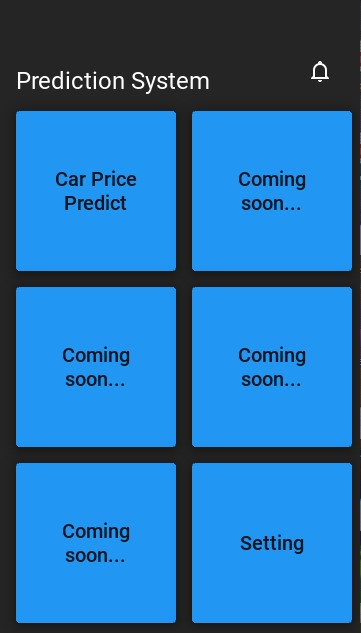 Prediction System
Car Price
Predict
Coming
soon...
Coming
soon...
Coming
soon...
Coming
soon...
Setting